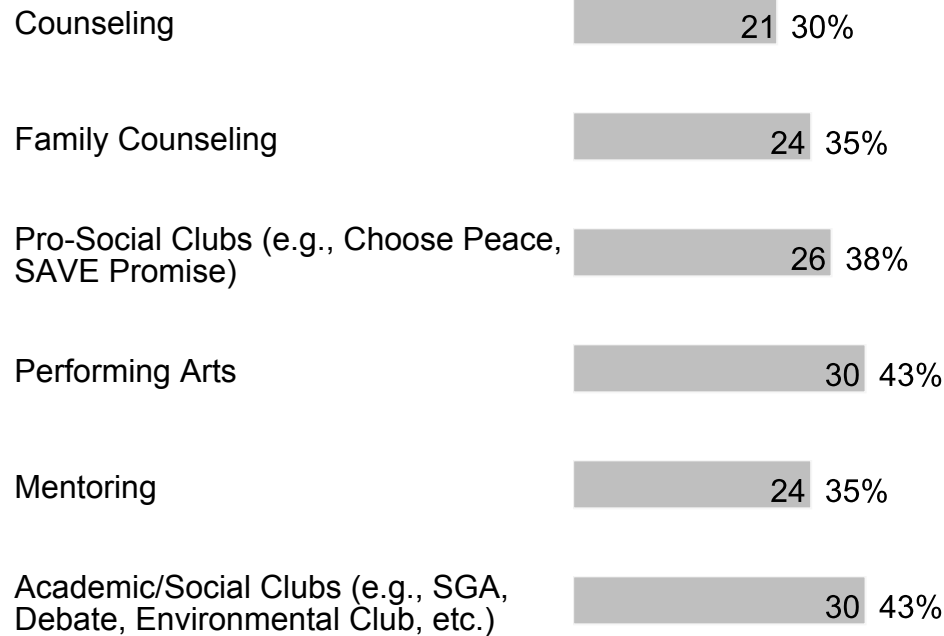 Counseling 21 30%
Family Counseling 24 35%
Pro-Social Clubs (e.g., Choose Peace,
SAVE Promise) 26 38%
Performing Arts 30 43%
Mentoring 24 35%
Academic/Social Clubs (e.g., SGA,
Debate, Environmental Club, etc.) 30 43%